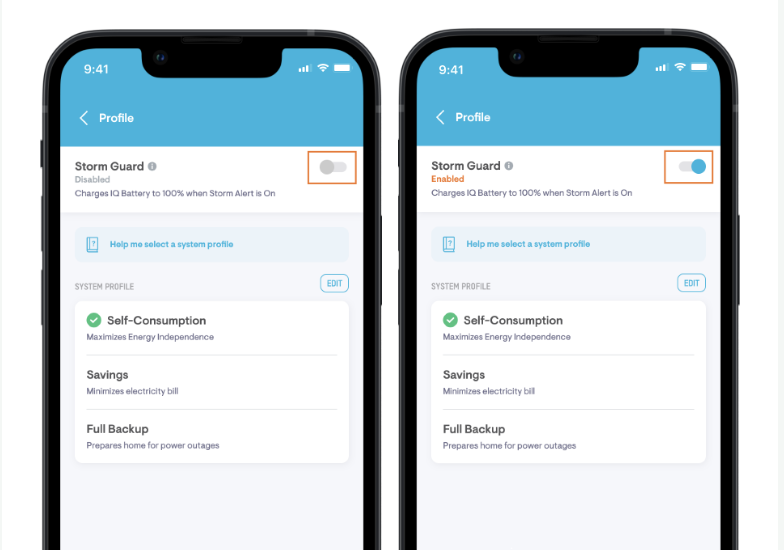 9:41
Profile
Storm Guard
Disabled
Charges IQ Battery to 100% when Storm Alert is On
Help me select a system profile
SYSTEM PROFILE
EDIT
Self-Consumption
Maximizes Energy Independence
Savings
Minimizes electricity bill
Full Backup
Prepares home for power outages
9:41
Profile
Storm Guard
Enabled
Charges IQ Battery to 100% when Storm Alert is On
Help me select a system profile
SYSTEM PROFILE
EDIT
Self-Consumption
Maximizes Energy Independence
Savings
Minimizes electricity bill
Full Backup
Prepares home for power outages